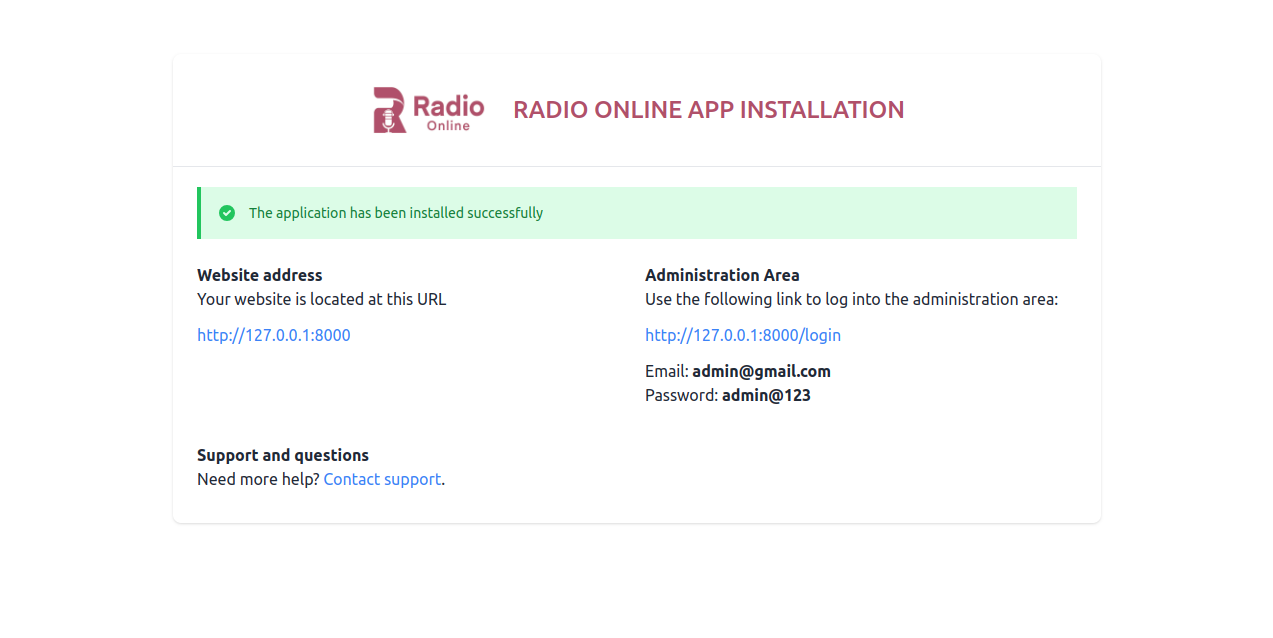 Radio
Online
RADIO ONLINE APP INSTALLATION
The application has been installed successfully
Website address
Your website is located at this URL
http://127.0.0.1:8000
Administration Area
Use the following link to log into the administration area:
http://127.0.0.1:8000/login
Email: admin@gmail.com
Password: admin@123
Support and questions
Need more help? Contact support.